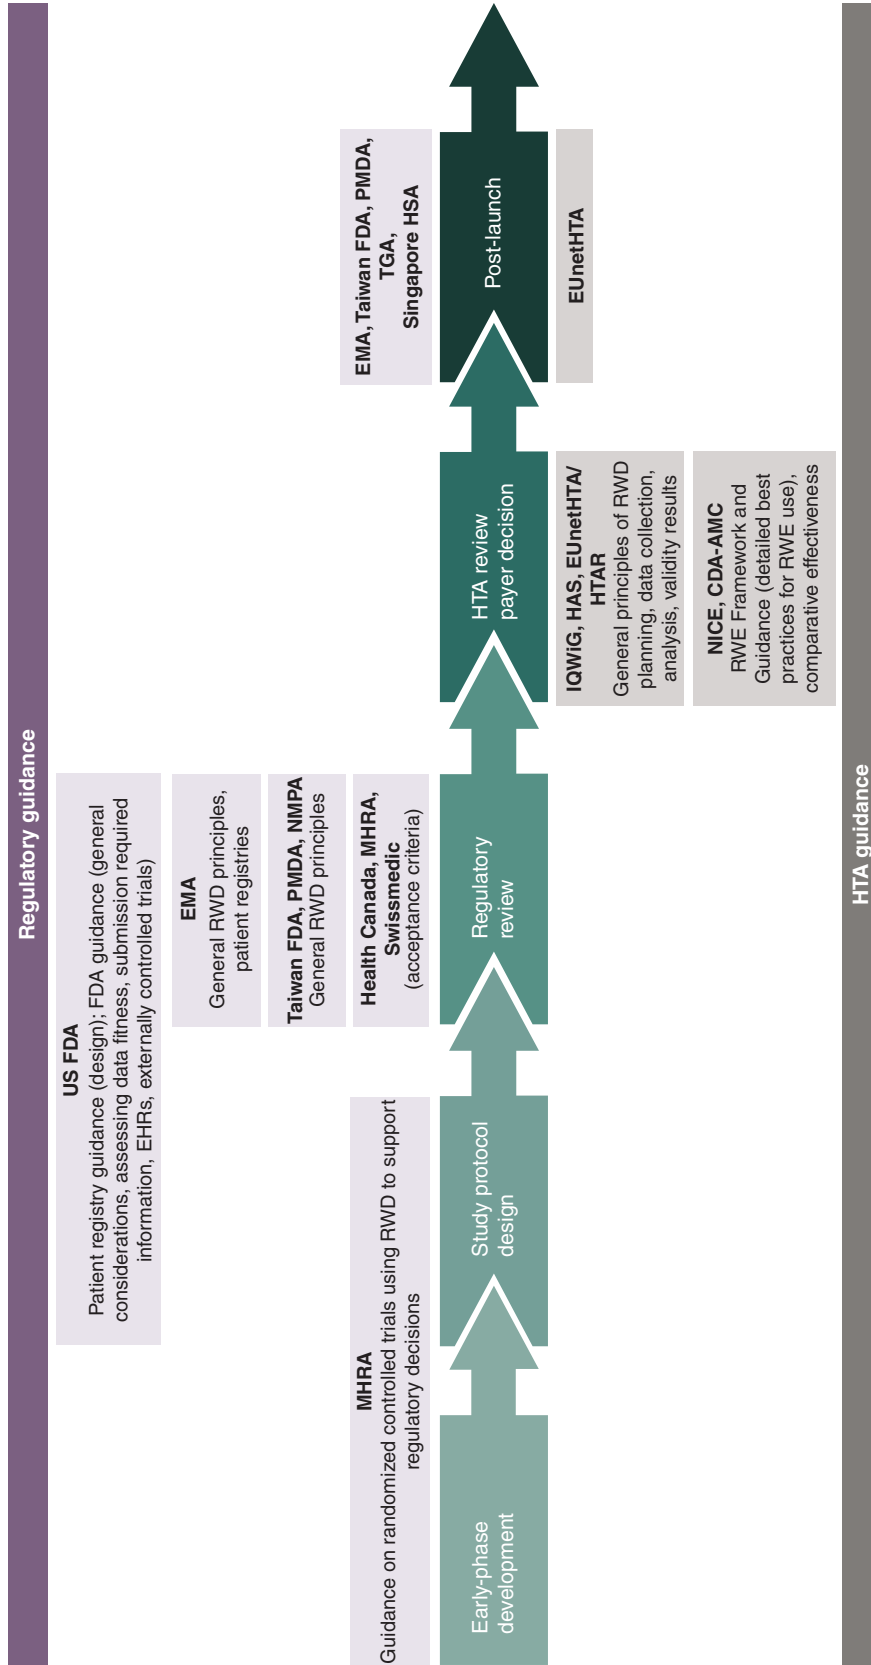 Regulatory guidance
US FDA
Patient registry guidance (design); FDA guidance (general
considerations, assessing data fitness, submission required
information, EHRs, externally controlled trials)
EMA
General RWD principles,
patient registries
Taiwan FDA, PMDA, NMPA
General RWD principles
MHRA
Guidance on randomized controlled trials using RWD to support
regulatory decisions
Health Canada, MHRA,
Swissmedic
(acceptance criteria)
EMA, Taiwan FDA, PMDA,
TGA,
Singapore HSA
Early-phase
development
Study protocol
design
Regulatory
review
HTA review
payer decision
Post-launch
IQWiG, HAS, EUnetHTA/
HTAR
General principles of RWD
planning, data collection,
analysis, validity results
NICE, CDA-AMC
RWE Framework and
Guidance (detailed best
practices for RWE use),
comparative effectiveness
EUnetHTA
HTA guidance